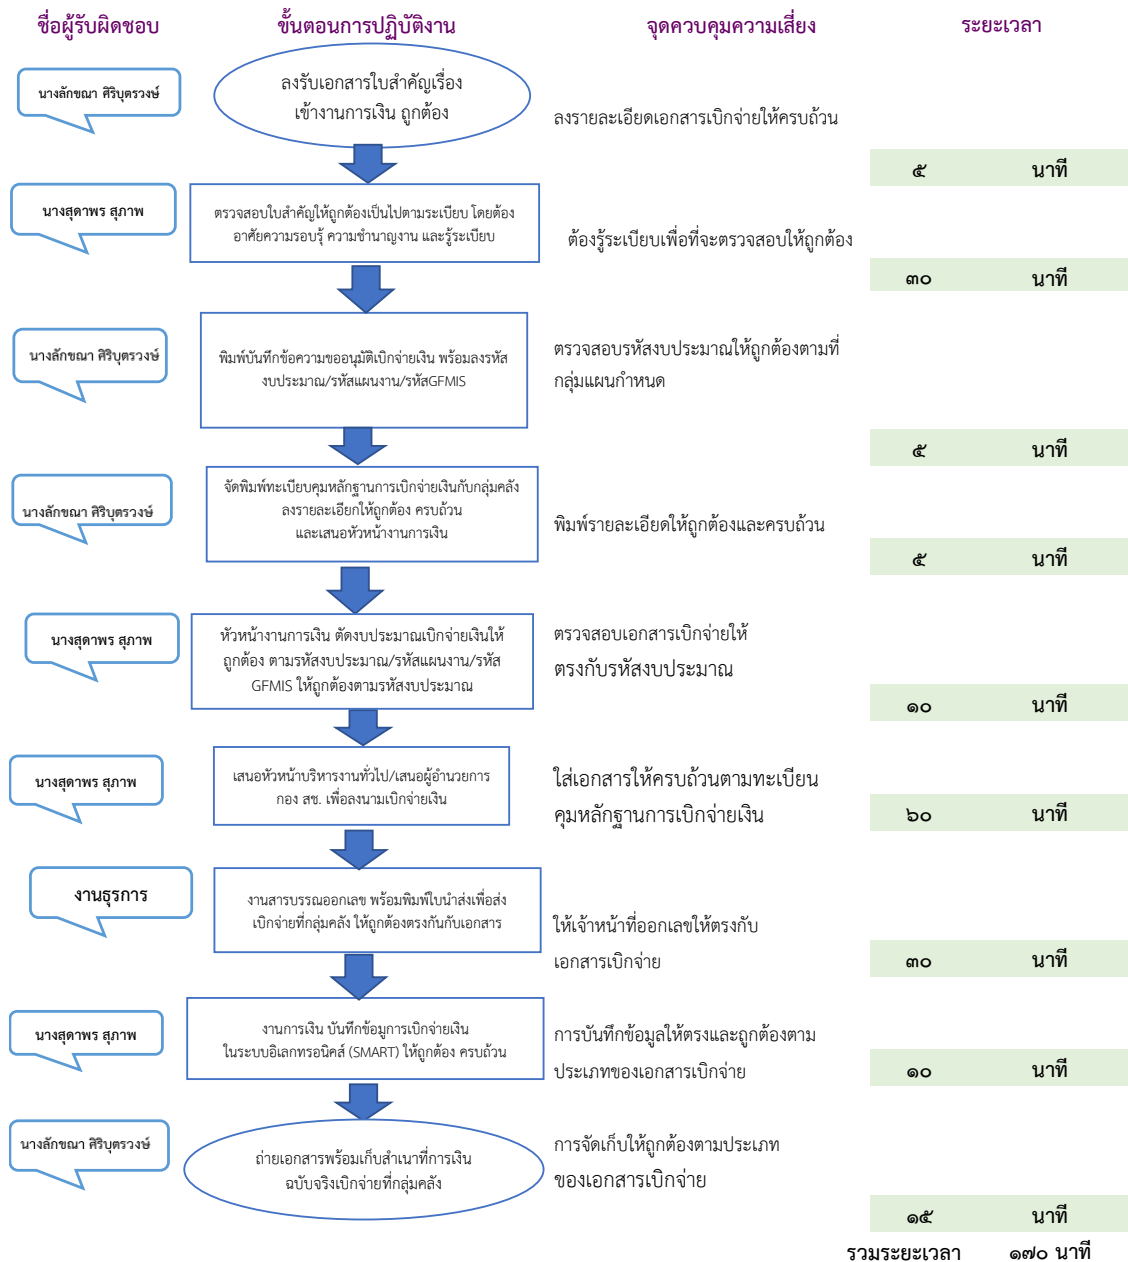 ชื่อผู้รับผิดชอบ ขั้นตอนการปฏิบัติงาน จุดควบคุมความเสี่ยง ระยะเวลา
นางลักขณา ศิริบุตรวงษ์
ลงรับเอกสารใบสำคัญเรื่อง
เข้างานการเงิน ถูกต้อง
ลงรายละเอียดเอกสารเบิกจ่ายให้ครบถ้วน
๕ นาที
นางสุดาพร สุภาพ
ตรวจสอบใบสำคัญให้ถูกต้องเป็นไปตามระเบียบ โดยต้อง
อาศัยความรอบรู้ ความชำนาญงาน และรู้ระเบียบ
ต้องรู้ระเบียบเพื่อที่จะตรวจสอบให้ถูกต้อง
๓๐ นาที
นางลักขณา ศิริบุตรวงษ์
พิมพ์บันทึกข้อความขออนุมัติเบิกจ่ายเงิน พร้อมลงรหัส
งบประมาณ/รหัสแผนงาน/รหัสGFMIS
ตรวจสอบรหัสงบประมาณให้ถูกต้องตามที่
กลุ่มแผนกำหนด
๕ นาที
นางลักขณา ศิริบุตรวงษ์
จัดพิมพ์ทะเบียบคุมหลักฐานการเบิกจ่ายเงินกับกลุ่มคลัง
ลงรายละเอียกให้ถูกต้อง ครบถ้วน
และเสนอหัวหน้างานการเงิน
พิมพ์รายละเอียดให้ถูกต้องและครบถ้วน
๕ นาที
นางสุดาพร สุภาพ
หัวหน้างานการเงิน ตัดงบประมาณเบิกจ่ายเงินให้
ถูกต้อง ตามรหัสงบประมาณ/รหัสแผนงาน/รหัส
GFMIS ให้ถูกต้องตามรหัสงบประมาณ
ตรวจสอบเอกสารเบิกจ่ายให้
ตรงกับรหัสงบประมาณ
๑๐ นาที
นางสุดาพร สุภาพ
เสนอหัวหน้าบริหารงานทั่วไป/เสนอผู้อำนวยการ
กอง สช. เพื่อลงนามเบิกจ่ายเงิน
ใส่เอกสารให้ครบถ้วนตามทะเบียน
คุมหลักฐานการเบิกจ่ายเงิน
๖๐ นาที
งานธุรการ
งานสารบรรณออกเลข พร้อมพิมพ์ใบนำส่งเพื่อส่ง
เบิกจ่ายที่กลุ่มคลัง ให้ถูกต้องตรงกันกับเอกสาร
ให้เจ้าหน้าที่ออกเลขให้ตรงกับ
เอกสารเบิกจ่าย
๓๐ นาที
นางสุดาพร สุภาพ
งานการเงิน บันทึกข้อมูการเบิกจ่ายเงิน
ในระบบอิเลกทรอนิคส์ (SMART) ให้ถูกต้อง ครบถ้วน
การบันทึกข้อมูลให้ตรงและถูกต้องตาม
ประเภทของเอกสารเบิกจ่าย
๑๐ นาที
นางลักขณา ศิริบุตรวงษ์
ถ่ายเอกสารพร้อมเก็บสำเนาที่การเงิน
ฉบับจริงเบิกจ่ายที่กลุ่มคลัง
การจัดเก็บให้ถูกต้องตามประเภท
ของเอกสารเบิกจ่าย
๑๕ นาที
รวมระยะเวลา ๑๗๐ นาที